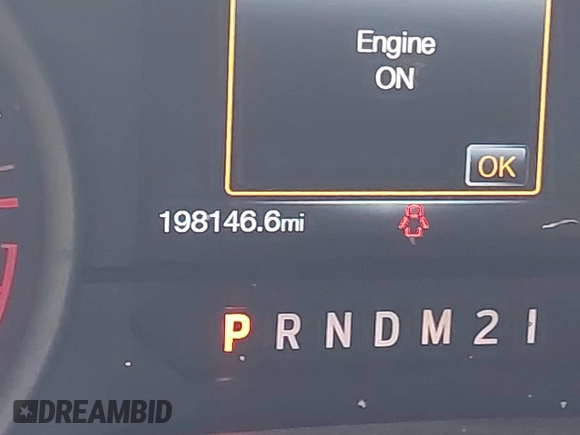 Engine
ON
OK
198146.6mi
P R N D M 2 1
DREAMBID